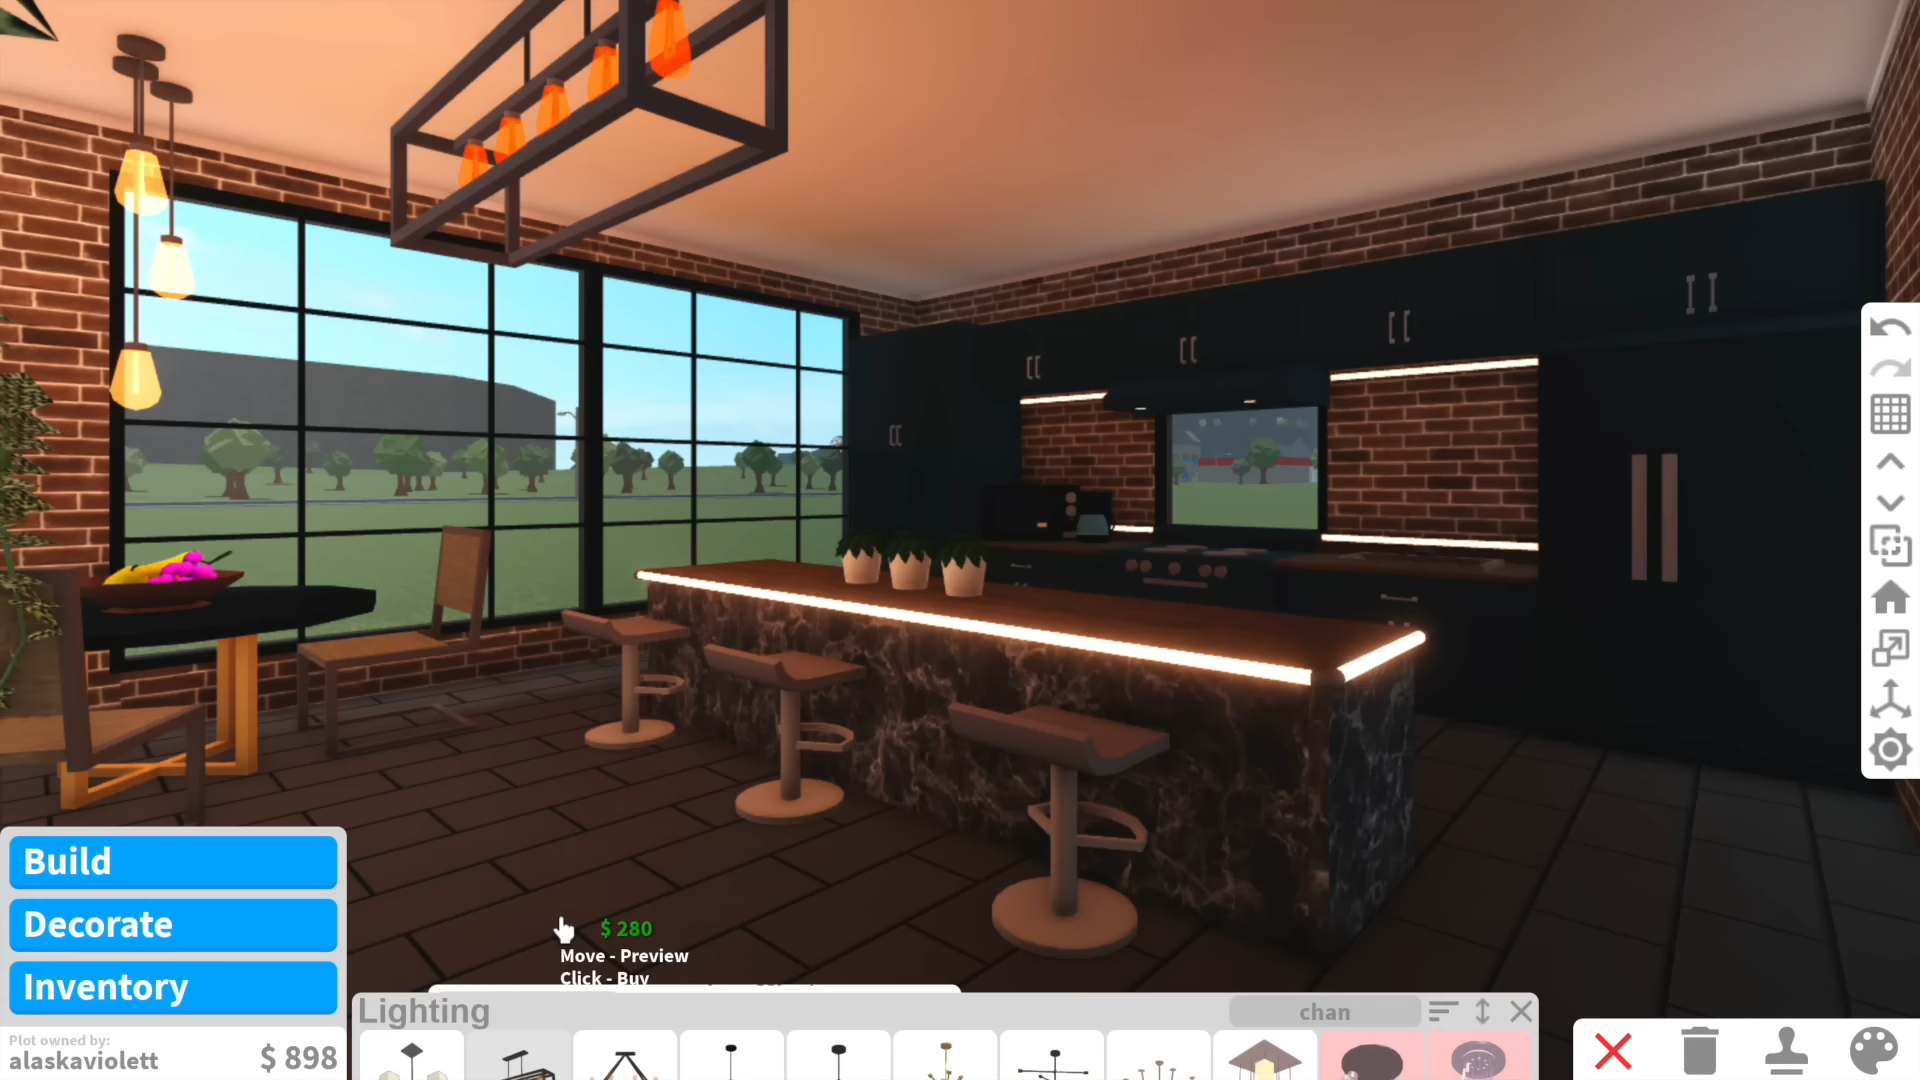 Build
Decorate
Inventory
Plot owned by:
alaskaviolett
$ 898
$ 280
Move - Preview
Click - Buy
Lighting
chan